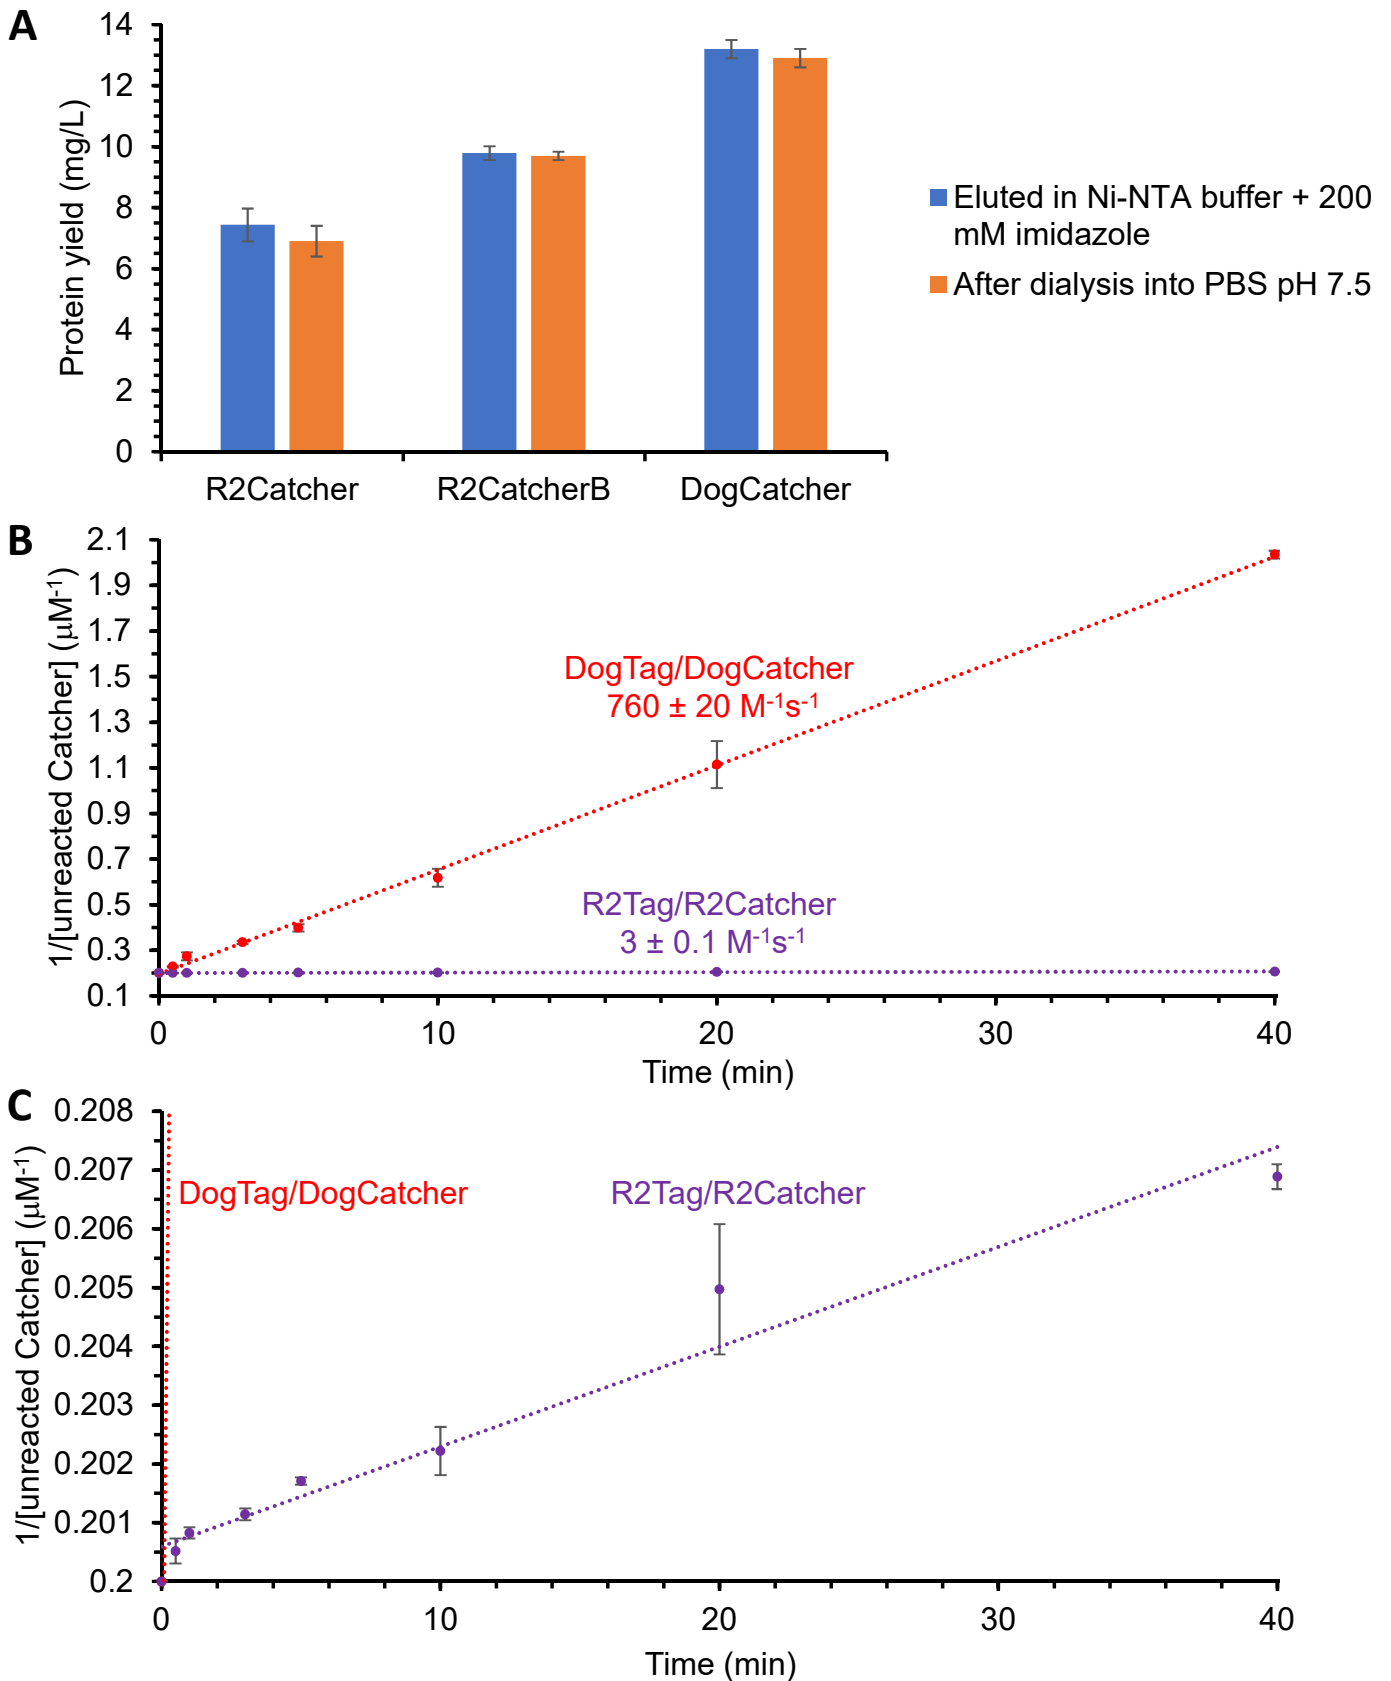 A
14
12
10
8
6
4
2
0
Protein yield (mg/L)
R2Catcher
R2CatcherB
DogCatcher
Eluted in Ni-NTA buffer + 200
mM imidazole
After dialysis into PBS pH 7.5
B
2.1
1.9
1.7
1.5
1.3
1.1
0.9
0.7
0.5
0.3
0.1
1/[unreacted Catcher] (μM⁻¹)
DogTag/DogCatcher
760 ± 20 M⁻¹s⁻¹
R2Tag/R2Catcher
3 ± 0.1 M⁻¹s⁻¹
0 10 20 30 40
Time (min)
C
0.208
0.207
0.206
0.205
0.204
0.203
0.202
0.201
0.2
1/[unreacted Catcher] (μM⁻¹)
DogTag/DogCatcher
R2Tag/R2Catcher
0 10 20 30 40
Time (min)